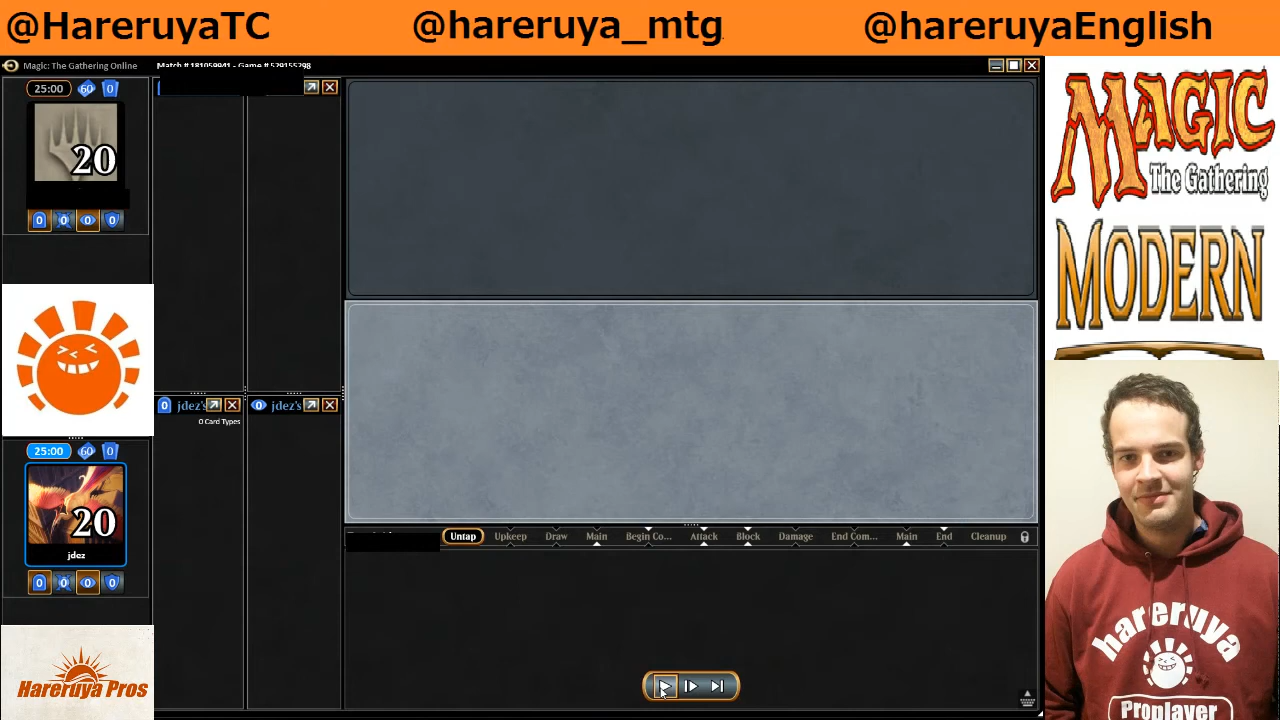 @HareruyaTC @hareruya_mtg @hareruyaEnglish
Magic: The Gathering Online
25:00 60 0
20
0 0 0 0
MAGIC
The Gathering
MODERN
0 jdez's
0 jdez's
0 Card Types
25:00 60 0
20
jdez
0 0 0 0
Untap Upkeep Draw Main Begin Co... Attack Block Damage End Com... Main End Cleanup
Hareruya Pros
hareruya
Proplayer